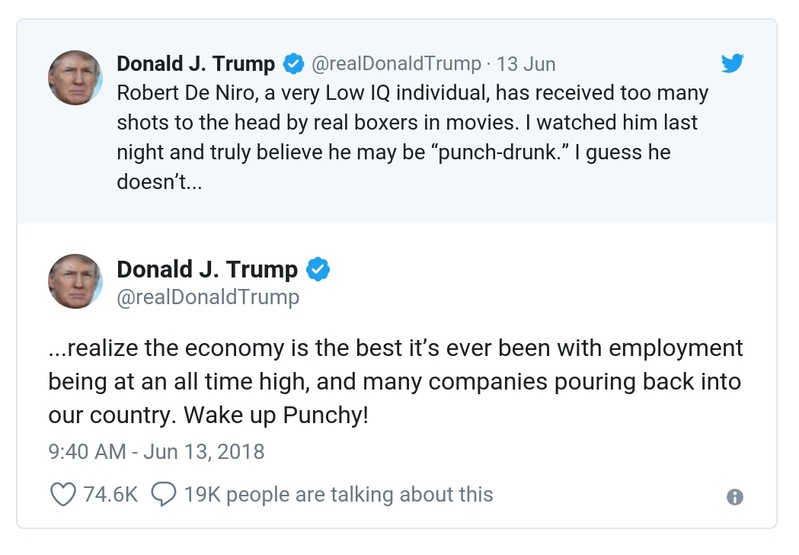 Donald J. Trump @realDonaldTrump · 13 Jun
Robert De Niro, a very Low IQ individual, has received too many
shots to the head by real boxers in movies. I watched him last
night and truly believe he may be “punch-drunk.” I guess he
doesn’t...
Donald J. Trump
@realDonaldTrump
...realize the economy is the best it’s ever been with employment
being at an all time high, and many companies pouring back into
our country. Wake up Punchy!
9:40 AM - Jun 13, 2018
74.6K 19K people are talking about this